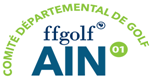 COMITÉ DÉPARTEMENTAL DE GOLF
ffgolf
AIN
01